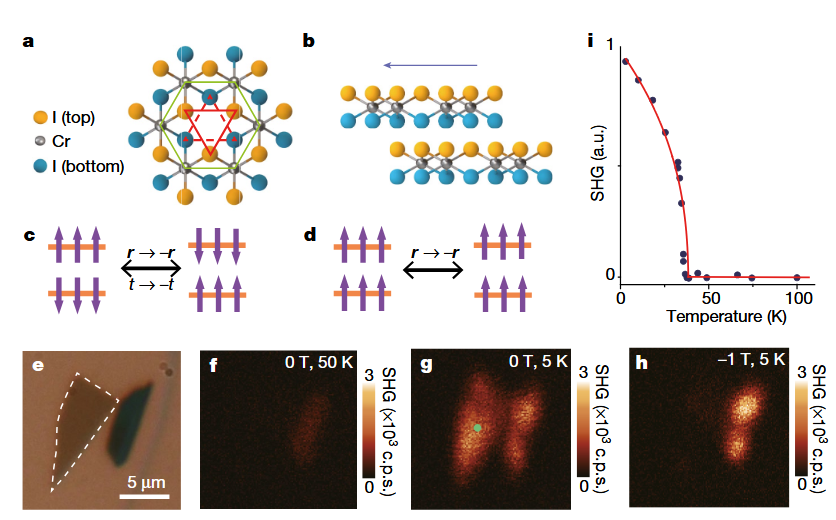 a
b
i
I (top)
Cr
I (bottom)
c
r → –r
t → –t
d
r → –r
1
0
SHG (a.u.)
0
50
100
Temperature (K)
e
5 μm
f
0 T, 50 K
3
0
SHG (×10³ c.p.s.)
g
0 T, 5 K
3
0
SHG (×10³ c.p.s.)
h
–1 T, 5 K
3
0
SHG (×10³ c.p.s.)